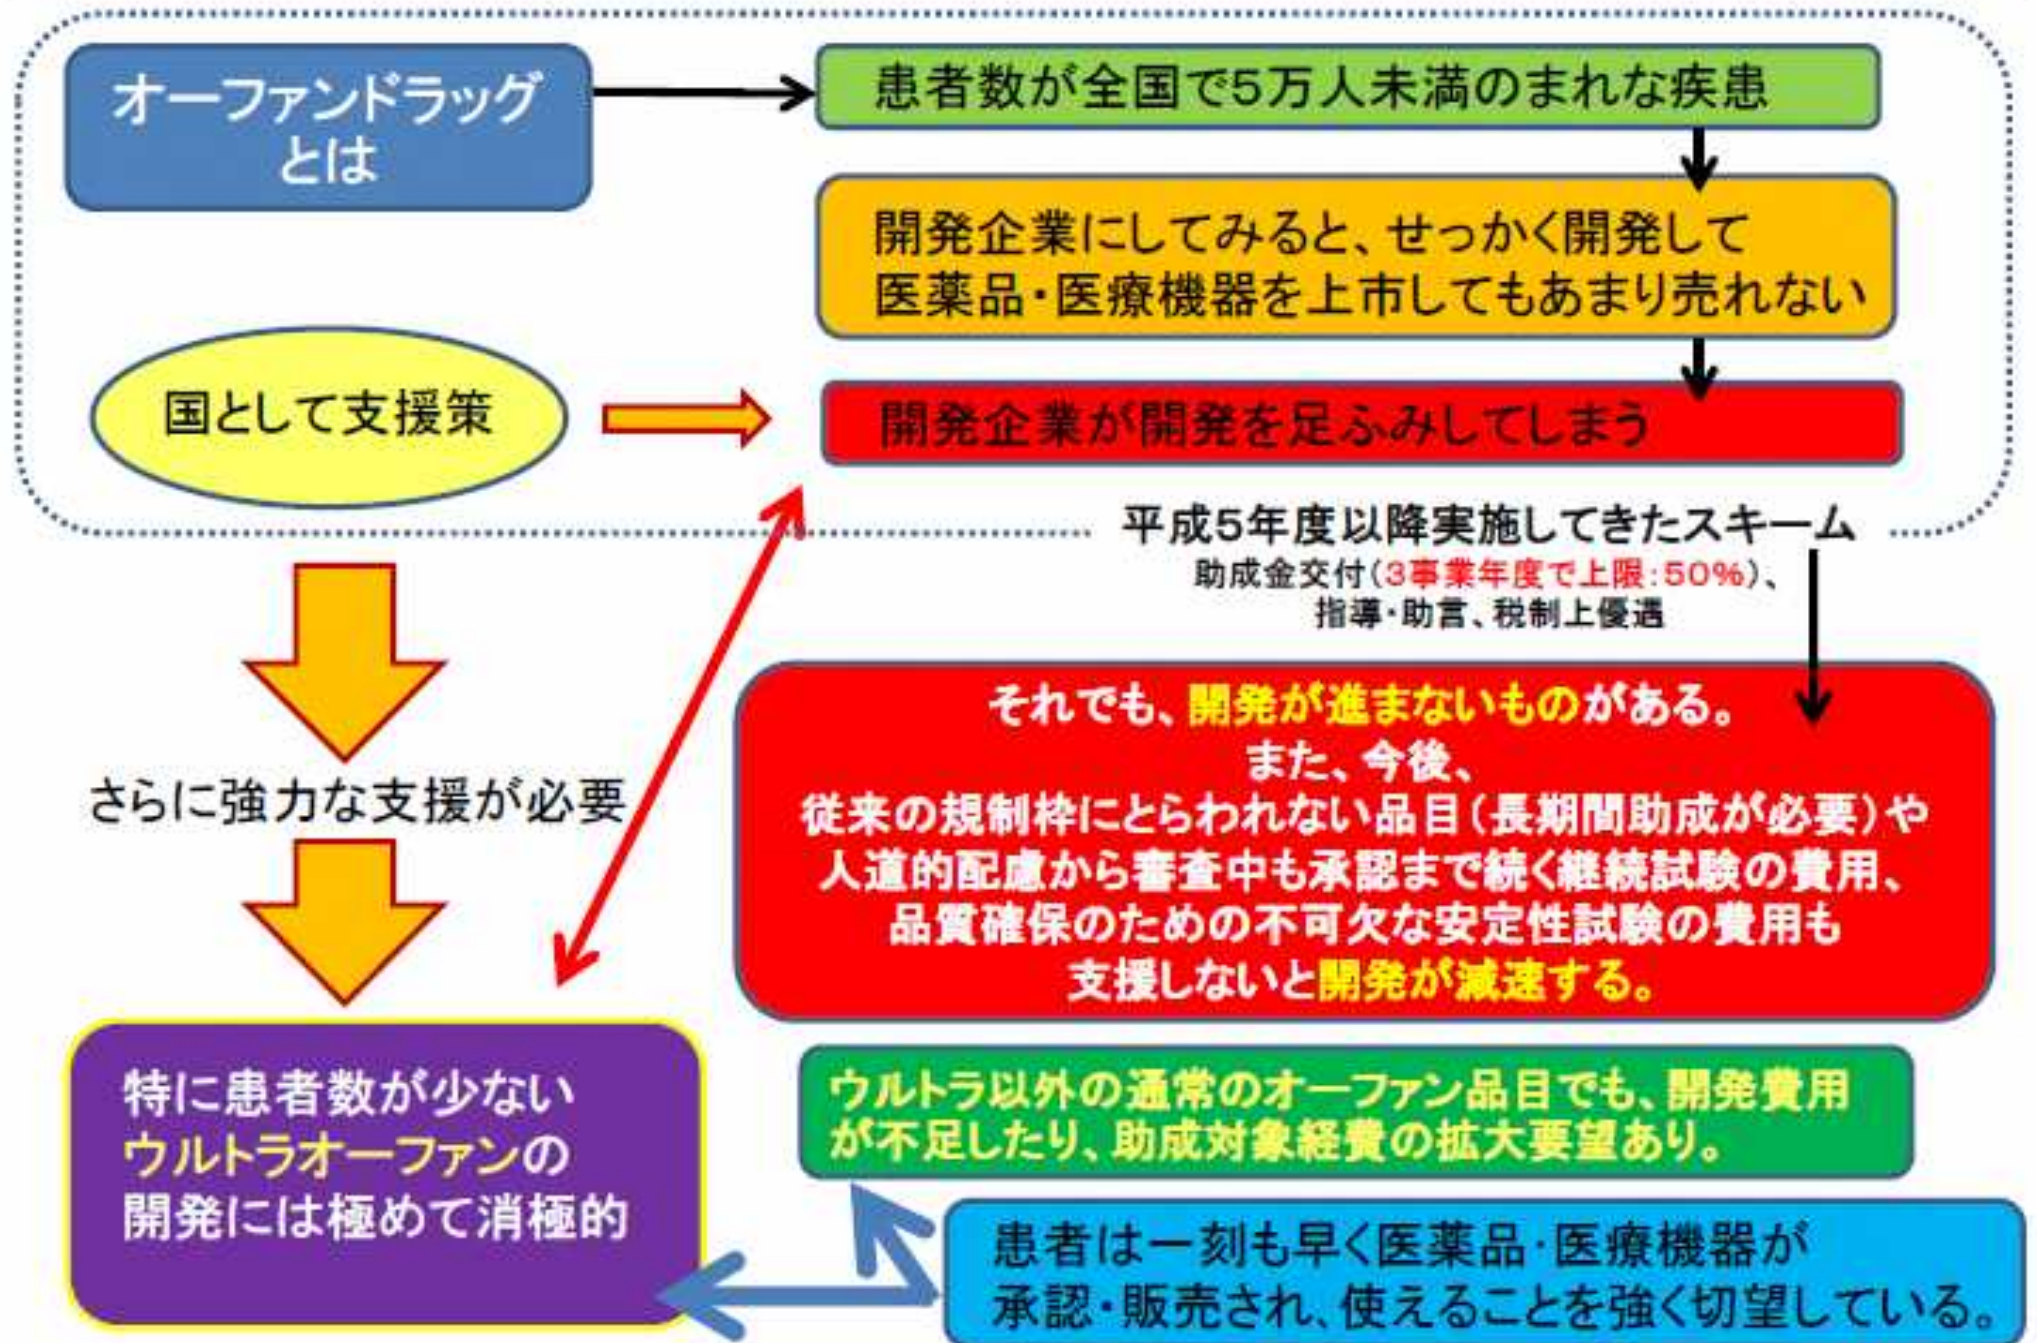 オーファンドラッグ
とは
患者数が全国で5万人未満のまれな疾患
開発企業にしてみると、せっかく開発して
医薬品・医療機器を上市してもあまり売れない
国として支援策
開発企業が開発を足ふみしてしまう
平成5年度以降実施してきたスキーム
助成金交付(3事業年度で上限:50%)、
指導・助言、税制上優遇
さらに強力な支援が必要
それでも、開発が進まないものがある。
また、今後、
従来の規制枠にとらわれない品目(長期間助成が必要)や
人道的配慮から審査中も承認まで続く継続試験の費用、
品質確保のための不可欠な安定性試験の費用も
支援しないと開発が減速する。
特に患者数が少ない
ウルトラオーファンの
開発には極めて消極的
ウルトラ以外の通常のオーファン品目でも、開発費用
が不足したり、助成対象経費の拡大要望あり。
患者は一刻も早く医薬品・医療機器が
承認・販売され、使えることを強く切望している。